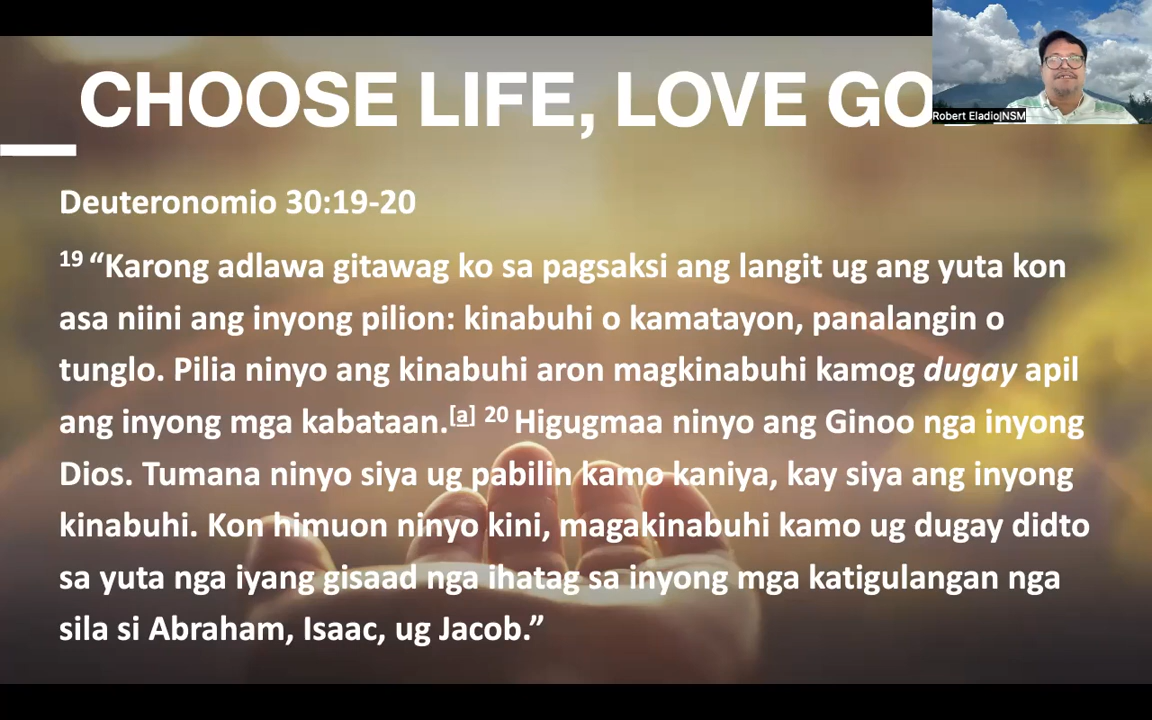 CHOOSE LIFE, LOVE GO
Robert Eladio|NSM
Deuteronomio 30:19-20
19 “Karong adlawa gitawag ko sa pagsaksi ang langit ug ang yuta kon
asa niini ang inyong pilion: kinabuhi o kamatayon, panalangin o
tunglo. Pilia ninyo ang kinabuhi aron magkinabuhi kamog dugay apil
ang inyong mga kabataan.[a] 20 Higugmaa ninyo ang Ginoo nga inyong
Dios. Tumana ninyo siya ug pabilin kamo kaniya, kay siya ang inyong
kinabuhi. Kon himuon ninyo kini, magakinabuhi kamo ug dugay didto
sa yuta nga iyang gisaad nga ihatag sa inyong mga katigulangan nga
sila si Abraham, Isaac, ug Jacob.”